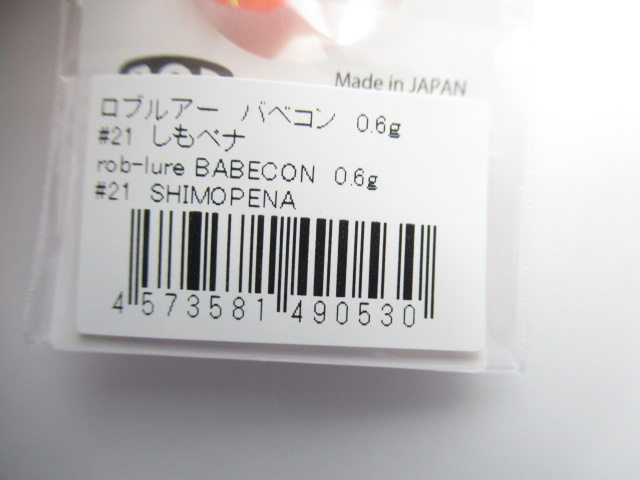 Made in JAPAN
ロブルアー バベコン 0.6g
#21 しもペナ
rob-lure BABECON 0.6g
#21 SHIMOPENA
4 573581 490530